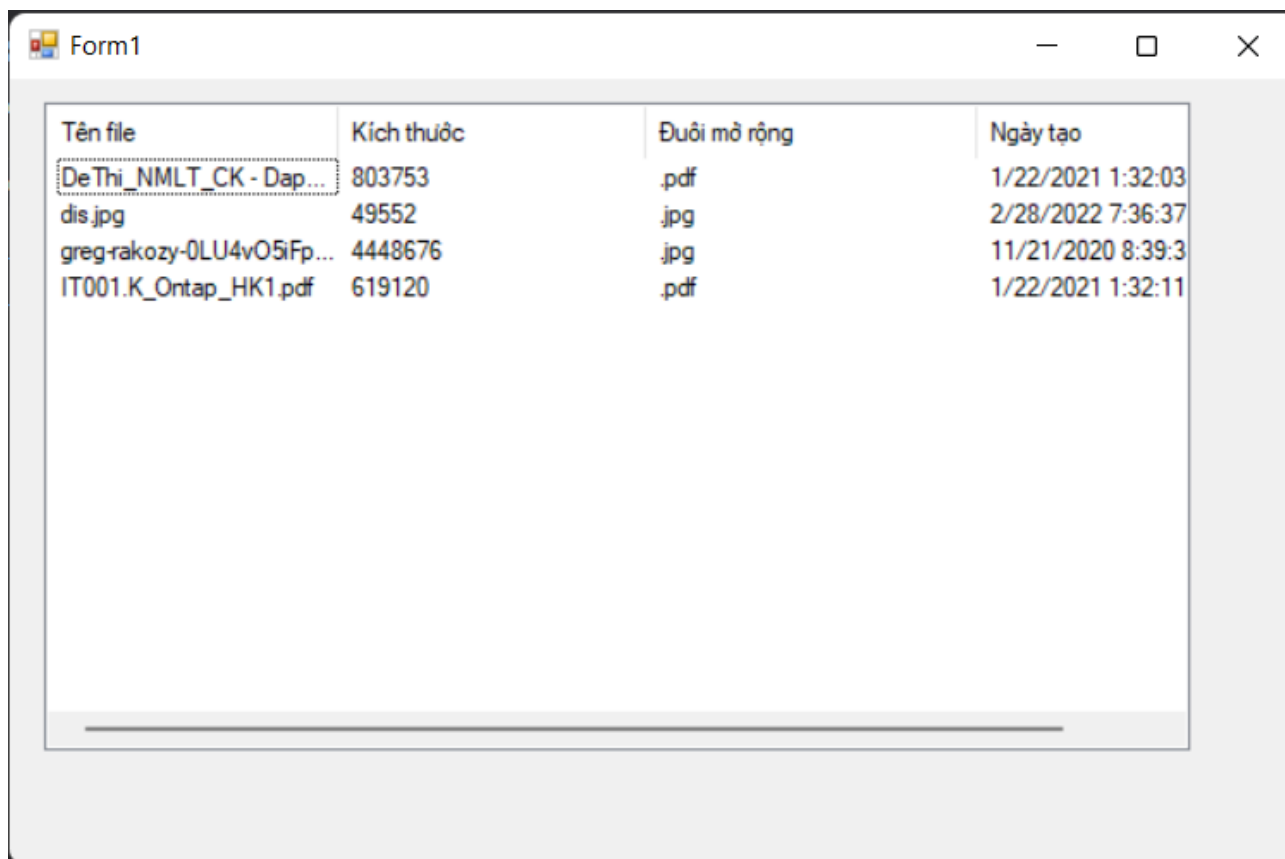 Form1
Tên file Kích thước Đuôi mở rộng Ngày tạo
DeThi_NMLT_CK - Dap... 803753 .pdf 1/22/2021 1:32:03
dis.jpg 49552 .jpg 2/28/2022 7:36:37
greg-rakozy-0LU4vO5iFp... 4448676 .jpg 11/21/2020 8:39:3
IT001.K_Ontap_HK1.pdf 619120 .pdf 1/22/2021 1:32:11